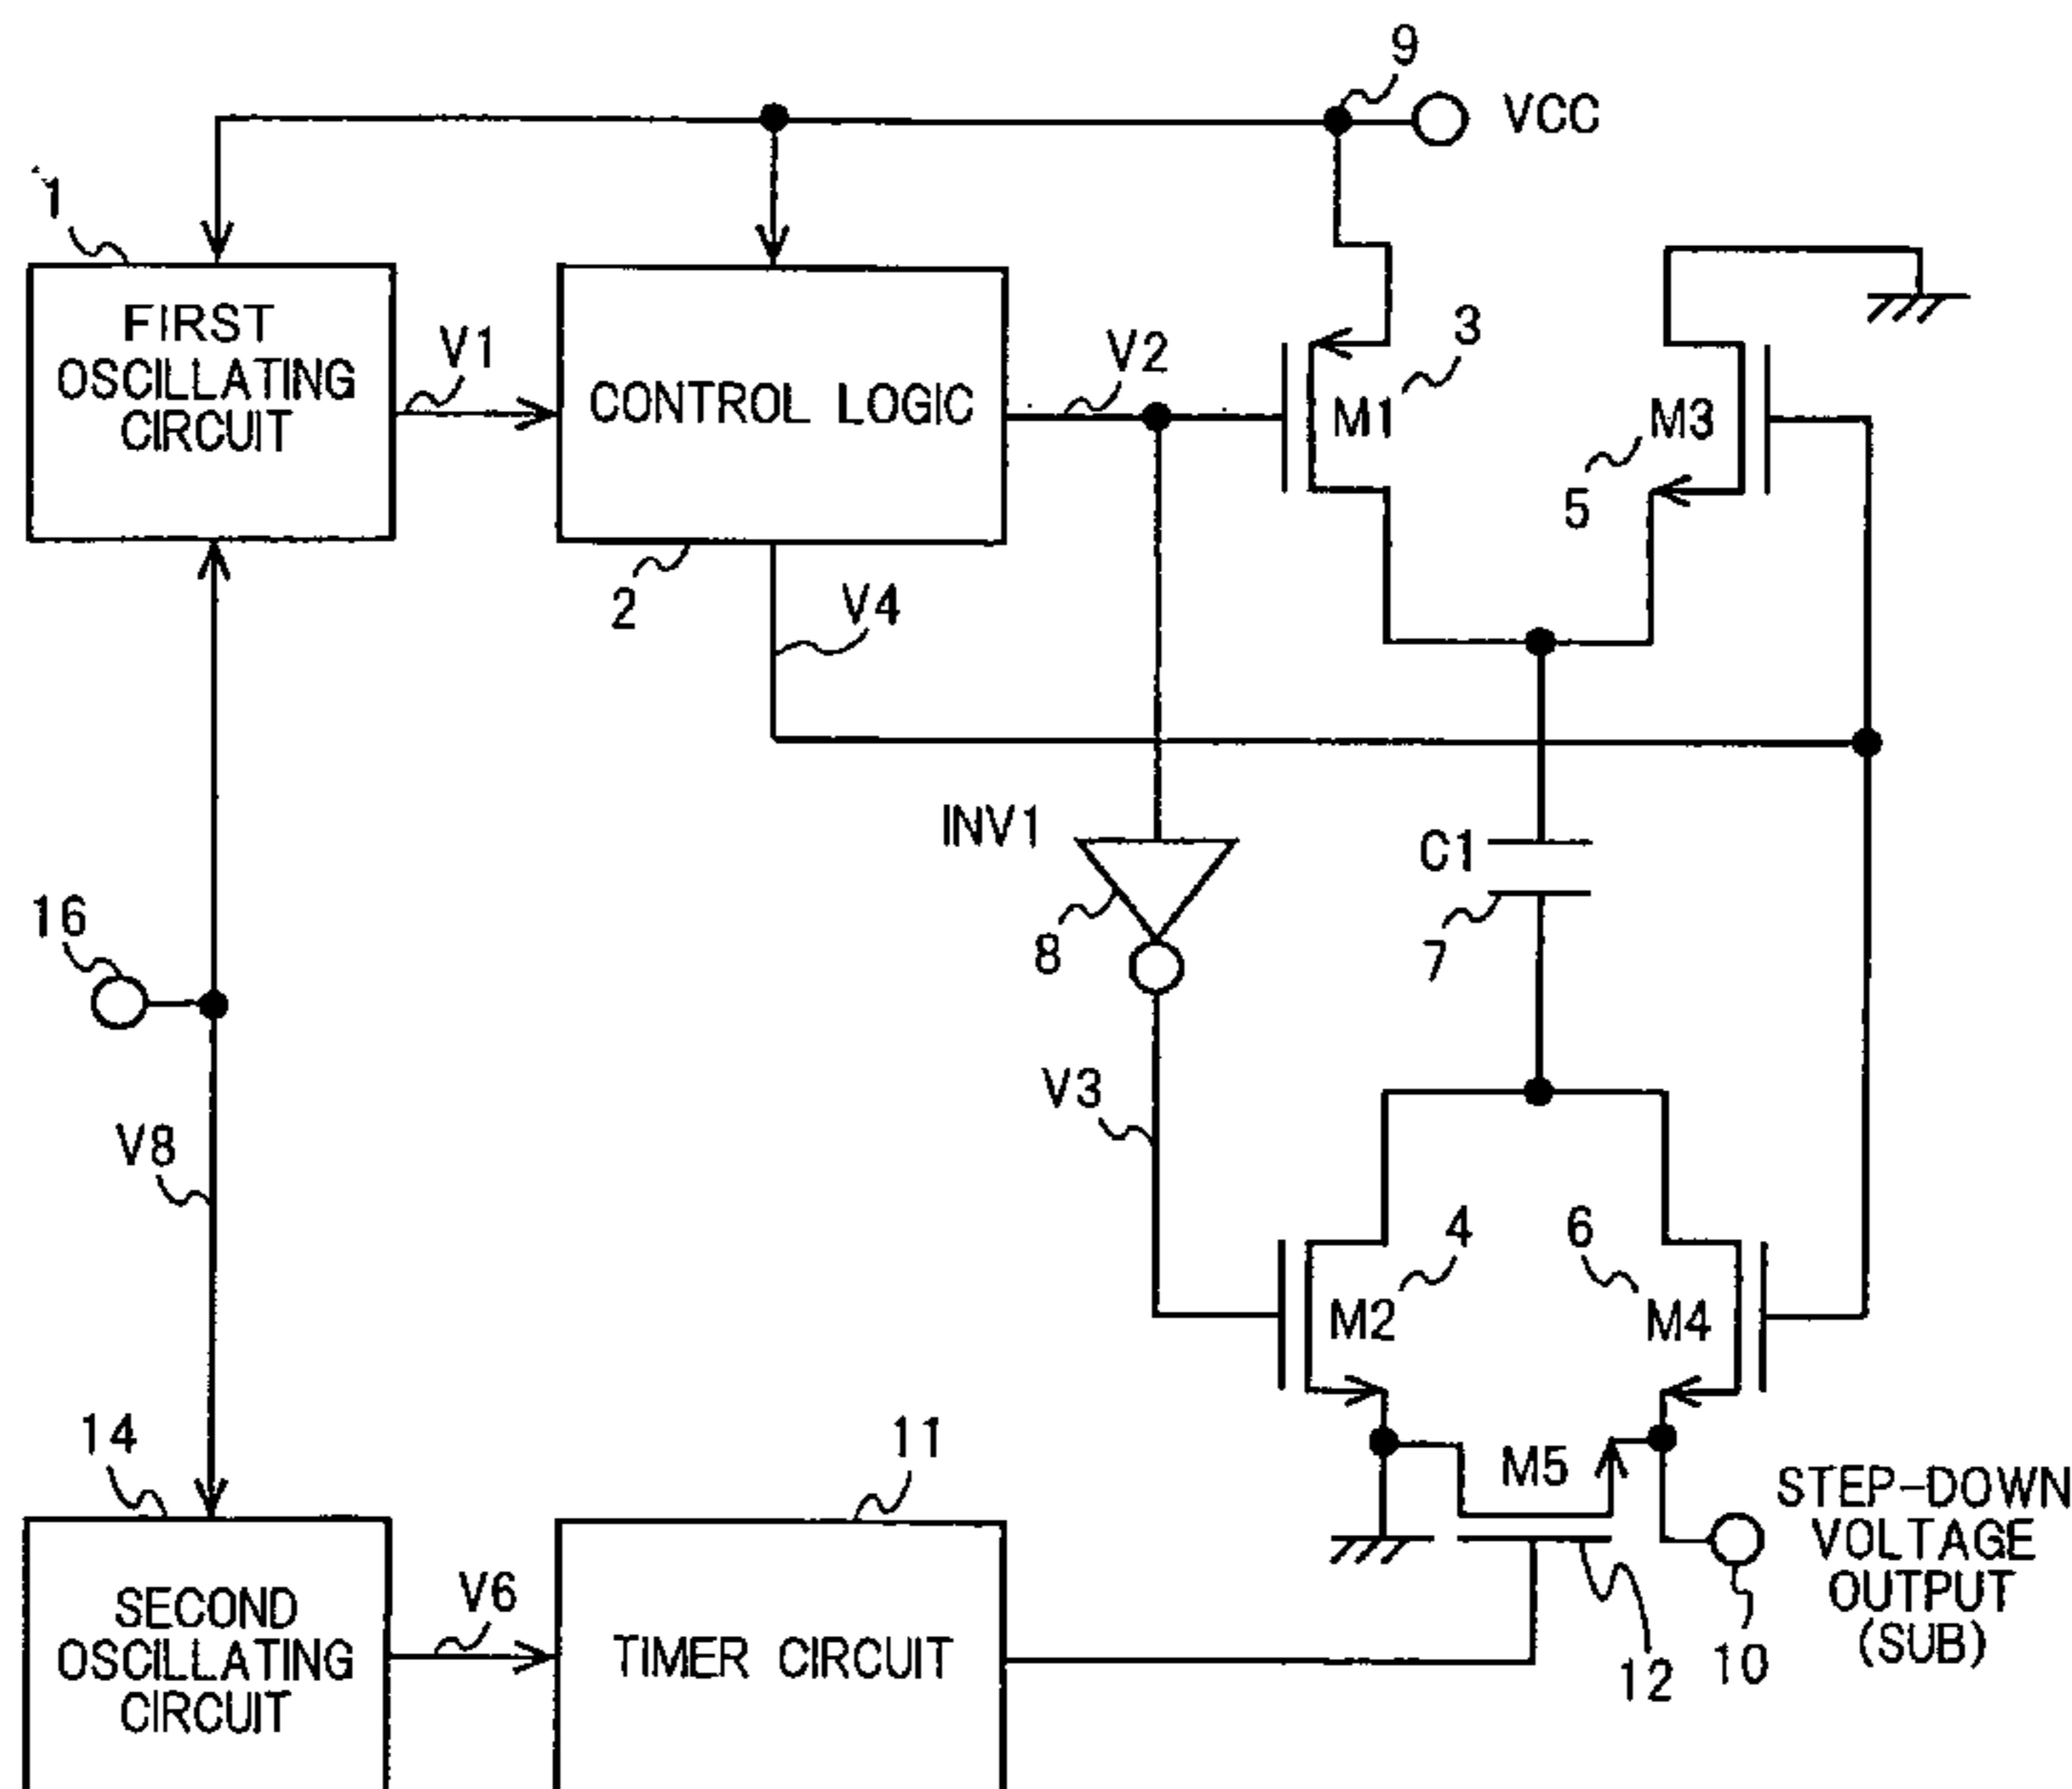 9
VCC
1
FIRST
OSCILLATING
CIRCUIT
V1
CONTROL LOGIC
V2
3
M1
M3
5
2
V4
INV1
C1
8
7
16
V3
V8
4
6
M2
M4
14
11
M5
STEP-DOWN
VOLTAGE
OUTPUT
(SUB)
SECOND
OSCILLATING
CIRCUIT
V6
TIMER CIRCUIT
12
10